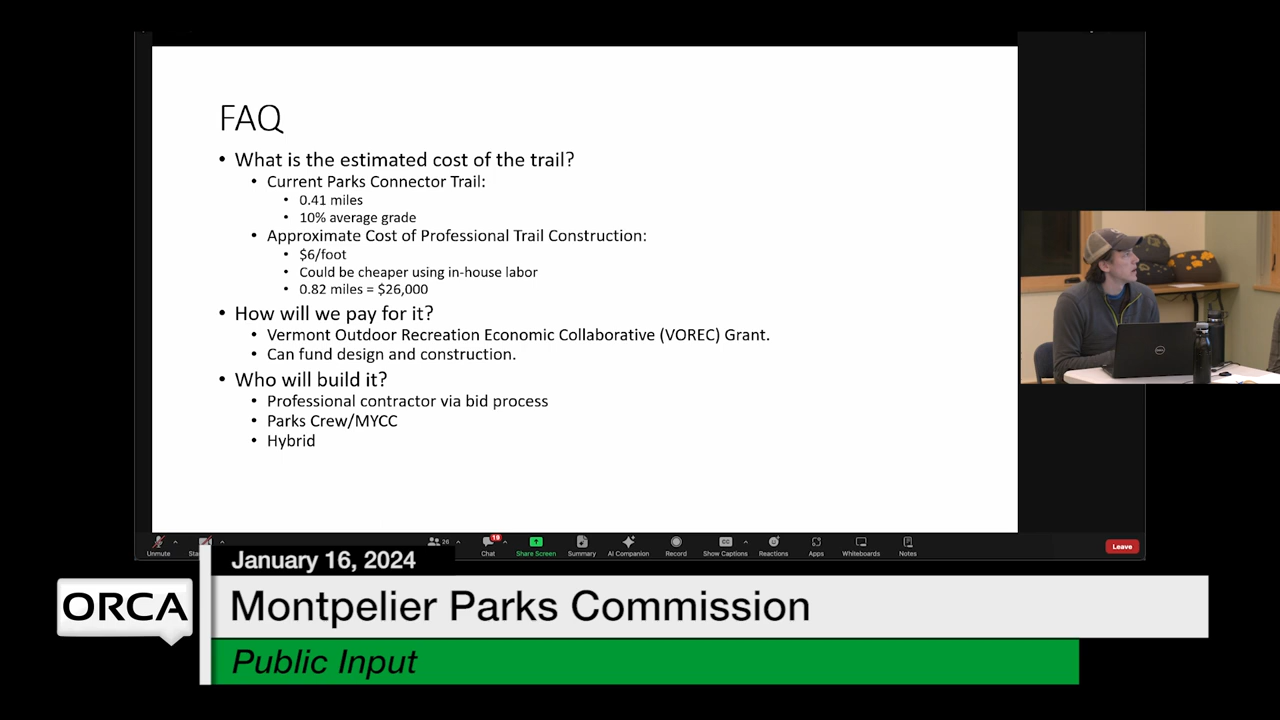 FAQ
• What is the estimated cost of the trail?
• Current Parks Connector Trail:
• 0.41 miles
• 10% average grade
• Approximate Cost of Professional Trail Construction:
• $6/foot
• Could be cheaper using in-house labor
• 0.82 miles = $26,000
• How will we pay for it?
• Vermont Outdoor Recreation Economic Collaborative (VOREC) Grant.
• Can fund design and construction.
• Who will build it?
• Professional contractor via bid process
• Parks Crew/MYCC
• Hybrid
Unmute 26 Chat 19 Share Screen Summary AI Companion Record CC Show Captions Reactions Apps Whiteboards Notes Leave
January 16, 2024
ORCA
Montpelier Parks Commission
Public Input
DELL